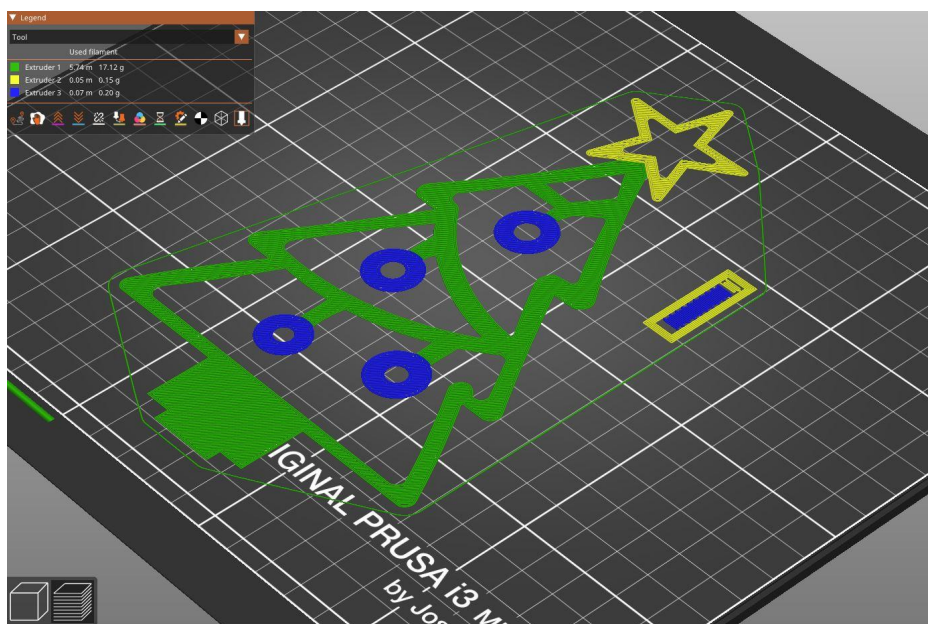 Legend
Tool
Used filament
Extruder 1 5.74 m 17.12 g
Extruder 2 0.05 m 0.15 g
Extruder 3 0.07 m 0.20 g
IGINAL PRUSA i3 M
by Jos